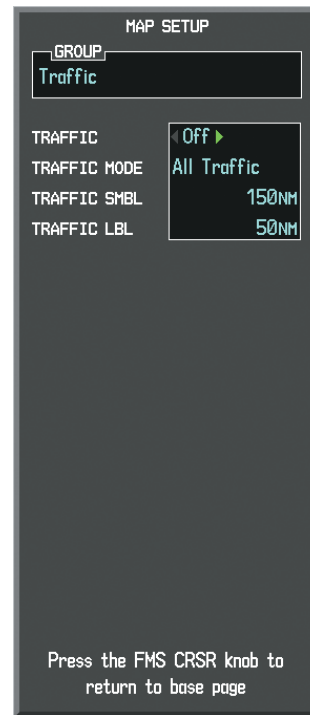 MAP SETUP
GROUP
Traffic
TRAFFIC Off
TRAFFIC MODE All Traffic
TRAFFIC SMBL 150NM
TRAFFIC LBL 50NM
Press the FMS CRSR knob to
return to base page